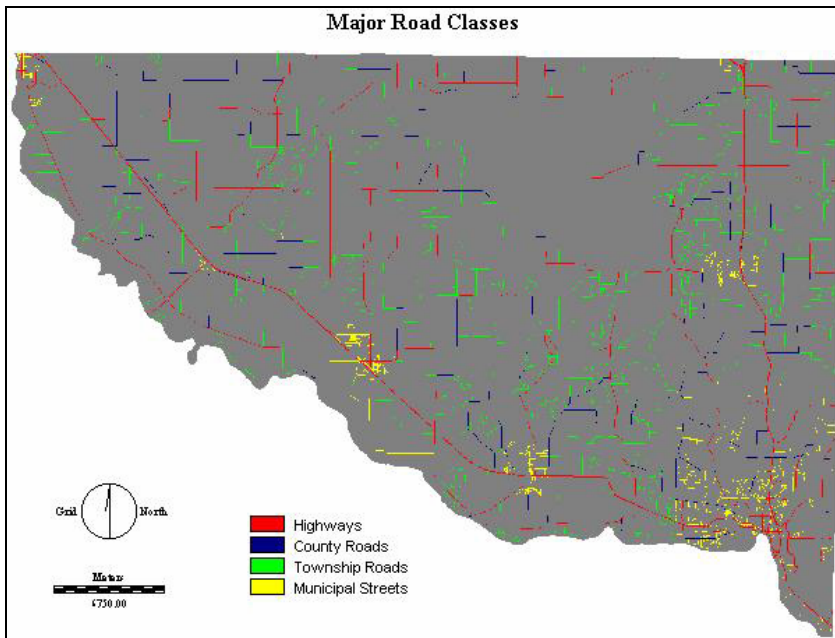 Major Road Classes
Grid North
Meters
6750.00
Highways
County Roads
Township Roads
Municipal Streets